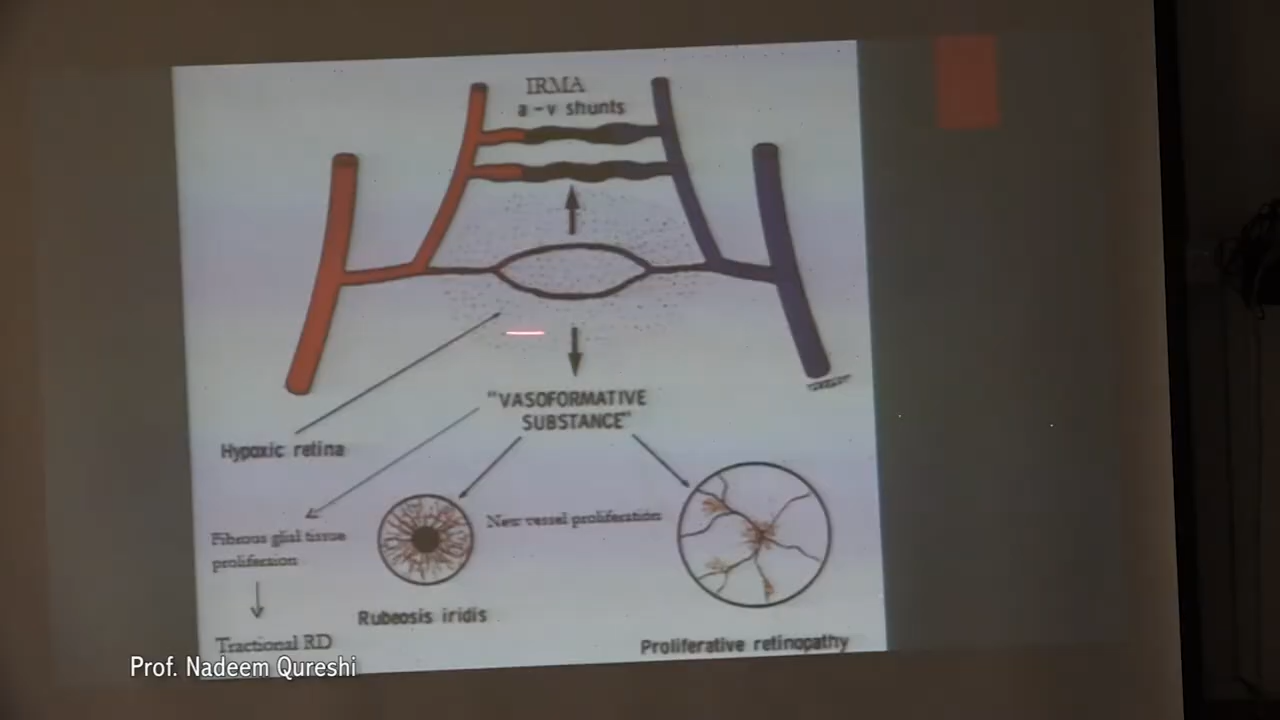 IRMA
a-v shunts
"VASOFORMATIVE
SUBSTANCE"
Hypoxic retina
Fibrous glial tissue
prolifertion
New vessel proliferation
Rubeosis iridis
Tractional RD
Proliferative retinopathy
Prof. Nadeem Qureshi